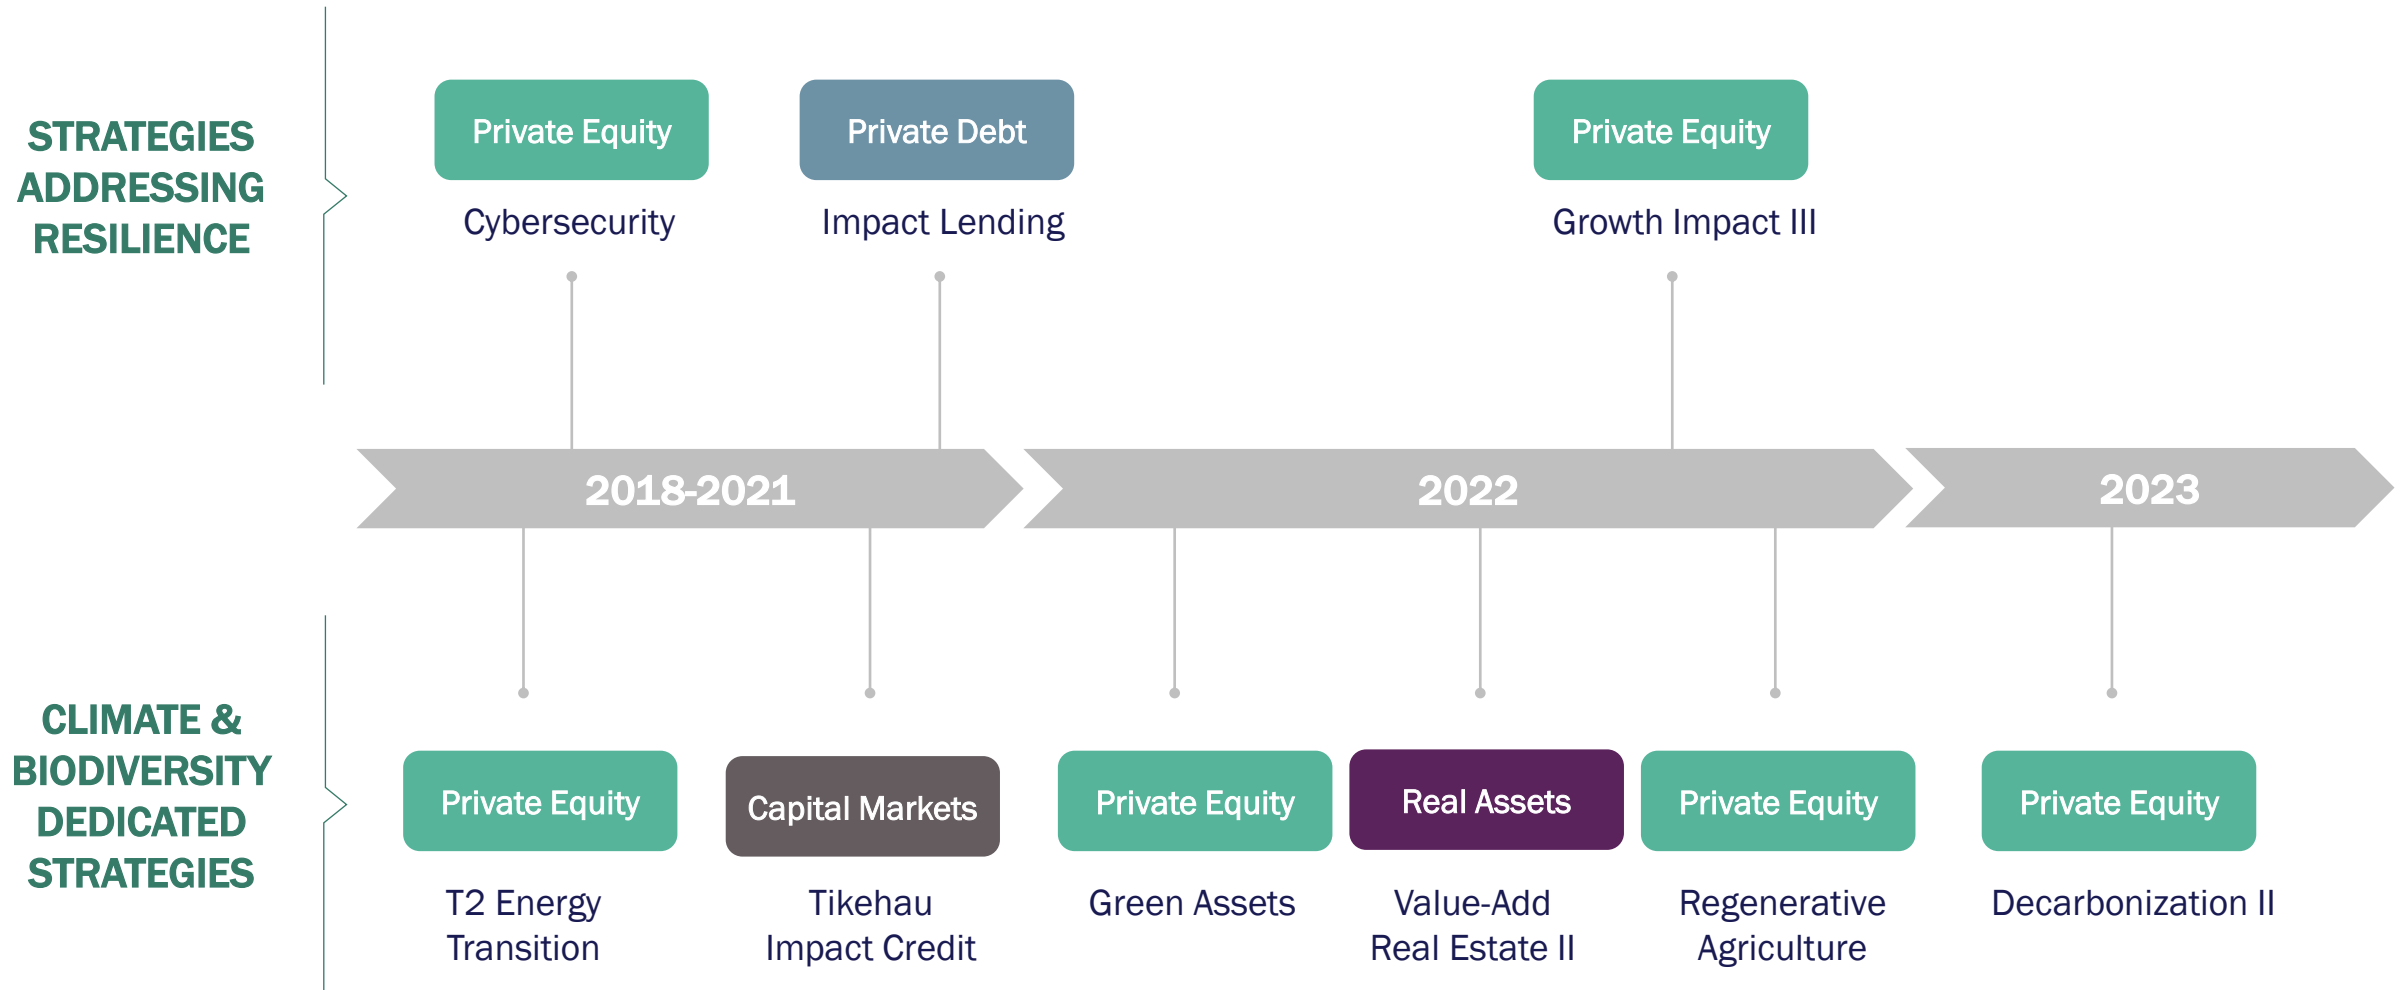 STRATEGIES
ADDRESSING
RESILIENCE
Private Equity
Cybersecurity
Private Debt
Impact Lending
Private Equity
Growth Impact III
2018-2021
2022
2023
CLIMATE &
BIODIVERSITY
DEDICATED
STRATEGIES
Private Equity
T2 Energy
Transition
Capital Markets
Tikehau
Impact Credit
Private Equity
Green Assets
Real Assets
Value-Add
Real Estate II
Private Equity
Regenerative
Agriculture
Private Equity
Decarbonization II